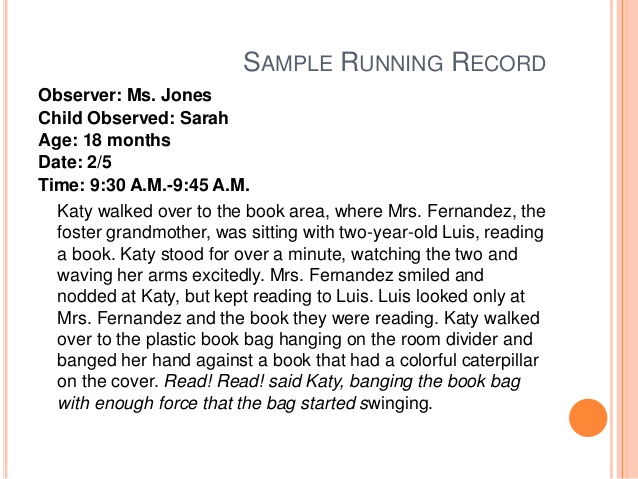 SAMPLE RUNNING RECORD
Observer: Ms. Jones
Child Observed: Sarah
Age: 18 months
Date: 2/5
Time: 9:30 A.M.-9:45 A.M.
Katy walked over to the book area, where Mrs. Fernandez, the
foster grandmother, was sitting with two-year-old Luis, reading
a book. Katy stood for over a minute, watching the two and
waving her arms excitedly. Mrs. Fernandez smiled and
nodded at Katy, but kept reading to Luis. Luis looked only at
Mrs. Fernandez and the book they were reading. Katy walked
over to the plastic book bag hanging on the room divider and
banged her hand against a book that had a colorful caterpillar
on the cover. Read! Read! said Katy, banging the book bag
with enough force that the bag started swinging.